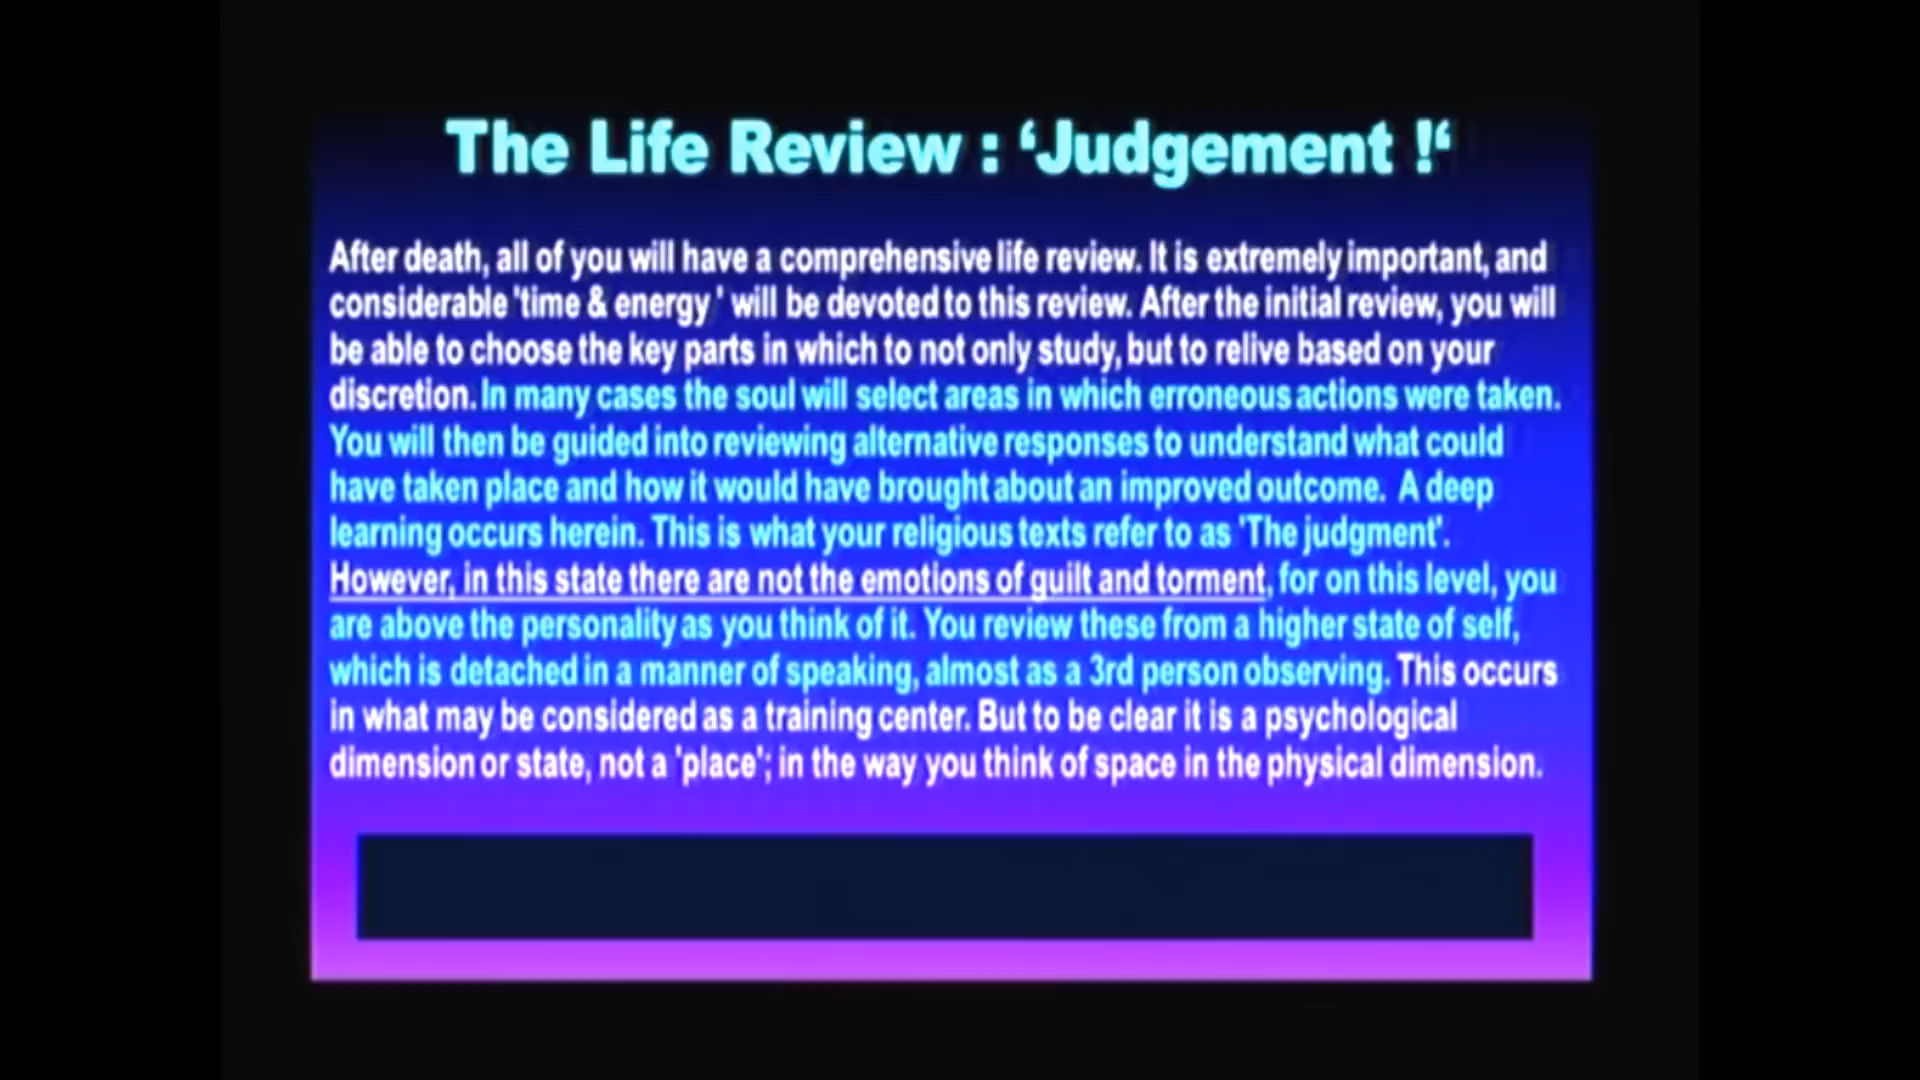 The Life Review : ‘Judgement !‘
After death, all of you will have a comprehensive life review. It is extremely important, and
considerable 'time & energy ' will be devoted to this review. After the initial review, you will
be able to choose the key parts in which to not only study, but to relive based on your
discretion. In many cases the soul will select areas in which erroneous actions were taken.
You will then be guided into reviewing alternative responses to understand what could
have taken place and how it would have brought about an improved outcome. A deep
learning occurs herein. This is what your religious texts refer to as 'The judgment'.
However, in this state there are not the emotions of guilt and torment, for on this level, you
are above the personality as you think of it. You review these from a higher state of self,
which is detached in a manner of speaking, almost as a 3rd person observing. This occurs
in what may be considered as a training center. But to be clear it is a psychological
dimension or state, not a 'place'; in the way you think of space in the physical dimension.